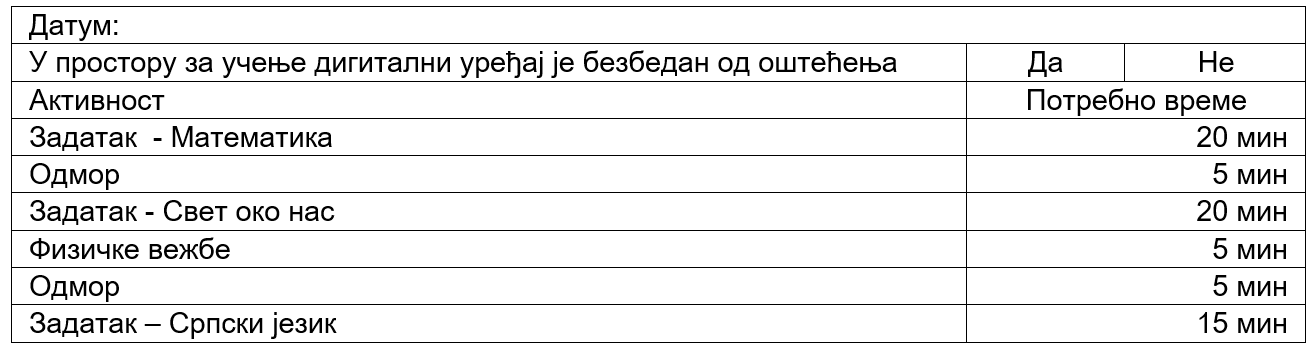 Датум:
У простору за учење дигитални уређај је безбедан од оштећења Да Не
Активност Потребно време
Задатак - Математика 20 мин
Одмор 5 мин
Задатак - Свет око нас 20 мин
Физичке вежбе 5 мин
Одмор 5 мин
Задатак – Српски језик 15 мин